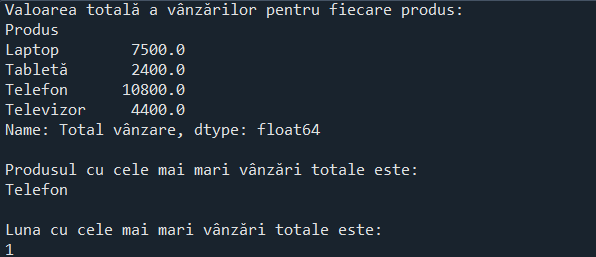 Valoarea totală a vânzărilor pentru fiecare produs:
Produs
Laptop        7500.0
Tabletă       2400.0
Telefon      10800.0
Televizor     4400.0
Name: Total vânzare, dtype: float64

Produsul cu cele mai mari vânzări totale este:
Telefon

Luna cu cele mai mari vânzări totale este:
1